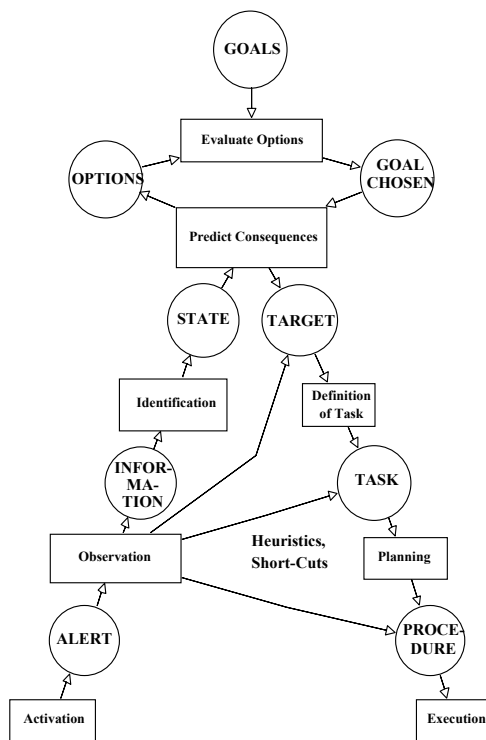 GOALS
Evaluate Options
OPTIONS
GOAL
CHOSEN
Predict Consequences
STATE
TARGET
Identification
Definition
of Task
INFOR-
MA-
TION
TASK
Heuristics,
Short-Cuts
Observation
Planning
ALERT
PROCE-
DURE
Activation
Execution